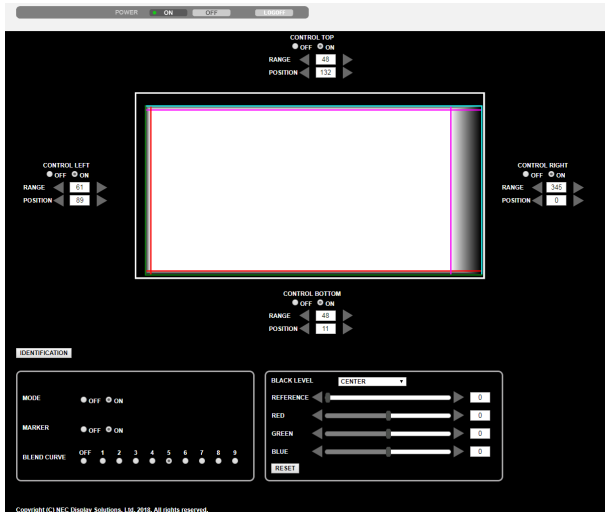 POWER ON OFF LOGOFF
CONTROL TOP
OFF ON
RANGE 48
POSITION 132
CONTROL LEFT
OFF ON
RANGE 61
POSITION 89
CONTROL RIGHT
OFF ON
RANGE 345
POSITION 0
CONTROL BOTTOM
OFF ON
RANGE 48
POSITION 11
IDENTIFICATION
MODE OFF ON
MARKER OFF ON
BLEND CURVE OFF 1 2 3 4 5 6 7 8 9
BLACK LEVEL CENTER
REFERENCE 0
RED 0
GREEN 0
BLUE 0
RESET
Copyright (C) NEC Display Solutions, Ltd. 2018. All rights reserved.